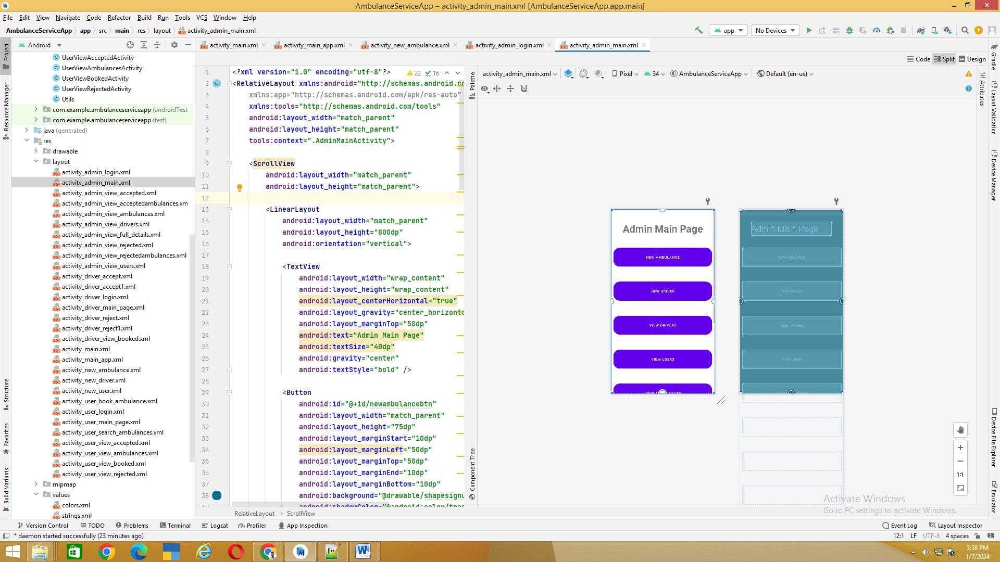 AmbulanceServiceApp – activity_admin_main.xml [AmbulanceServiceApp.app.main]
File Edit View Navigate Code Refactor Build Run Tools VCS Window Help
AmbulanceServiceApp app src main res layout activity_admin_main.xml
app No Devices
Android
activity_main.xml activity_main_app.xml activity_new_ambulance.xml activity_admin_login.xml activity_admin_main.xml
Code Split Design
Project
Resource Manager
Structure
Favorites
Build Variants
UserViewAcceptedActivity
UserViewAmbulancesActivity
UserViewBookedActivity
UserViewRejectedActivity
Utils
com.example.ambulanceserviceapp (androidTest
com.example.ambulanceserviceapp (test)
java (generated)
res
drawable
layout
activity_admin_login.xml
activity_admin_main.xml
activity_admin_view_accepted.xml
activity_admin_view_acceptedambulances.xm
activity_admin_view_ambulances.xml
activity_admin_view_drivers.xml
activity_admin_view_full_details.xml
activity_admin_view_rejected.xml
activity_admin_view_rejectedambulances.xml
activity_admin_view_users.xml
activity_driver_accept.xml
activity_driver_accept1.xml
activity_driver_login.xml
activity_driver_main_page.xml
activity_driver_reject.xml
activity_driver_reject1.xml
activity_driver_view_booked.xml
activity_main.xml
activity_main_app.xml
activity_new_ambulance.xml
activity_new_driver.xml
activity_new_user.xml
activity_user_book_ambulance.xml
activity_user_login.xml
activity_user_main_page.xml
activity_user_search_ambulances.xml
activity_user_view_accepted.xml
activity_user_view_ambulances.xml
activity_user_view_booked.xml
activity_user_view_rejected.xml
mipmap
values
colors.xml
strings.xml
22 16
1 <?xml version="1.0" encoding="utf-8"?>
2 <RelativeLayout xmlns:android="http://schemas.android.co
3 xmlns:app="http://schemas.android.com/apk/res-auto"
4 xmlns:tools="http://schemas.android.com/tools"
5 android:layout_width="match_parent"
6 android:layout_height="match_parent"
7 tools:context=".AdminMainActivity">
8
9 <ScrollView
10 android:layout_width="match_parent"
11 android:layout_height="match_parent">
12
13 <LinearLayout
14 android:layout_width="match_parent"
15 android:layout_height="800dp"
16 android:orientation="vertical">
17
18 <TextView
19 android:layout_width="wrap_content"
20 android:layout_height="wrap_content"
21 android:layout_centerHorizontal="true"
22 android:layout_gravity="center_horizonta
23 android:layout_marginTop="50dp"
24 android:text="Admin Main Page"
25 android:textSize="40dp"
26 android:gravity="center"
27 android:textStyle="bold" />
28
29 <Button
30 android:id="@+id/newambulancebtn"
31 android:layout_width="match_parent"
32 android:layout_height="75dp"
33 android:layout_marginStart="10dp"
34 android:layout_marginLeft="50dp"
35 android:layout_marginTop="50dp"
36 android:layout_marginEnd="10dp"
37 android:layout_marginBottom="10dp"
38 android:background="@drawable/shapesignu
39 android:shadowColor="@android:color/tran
RelativeLayout ScrollView
Palette
Component Tree
activity_admin_main.xml Pixel 34 AmbulanceServiceApp Default (en-us)
Admin Main Page
NEW AMBULANCE
NEW DRIVER
VIEW DRIVERS
VIEW USERS
Admin Main Page
NEW AMBULANCE
NEW DRIVER
VIEW DRIVERS
VIEW USERS
1:1
Activate Windows
Go to PC settings to activate Windows.
Attributes
Gradle
Layout Validation
Device Manager
Device File Explorer
Emulator
Version Control TODO Problems Terminal Logcat Profiler App Inspection Event Log Layout Inspector
* daemon started successfully (23 minutes ago) 12:1 LF UTF-8 4 spaces
3:38 PM
1/7/2024